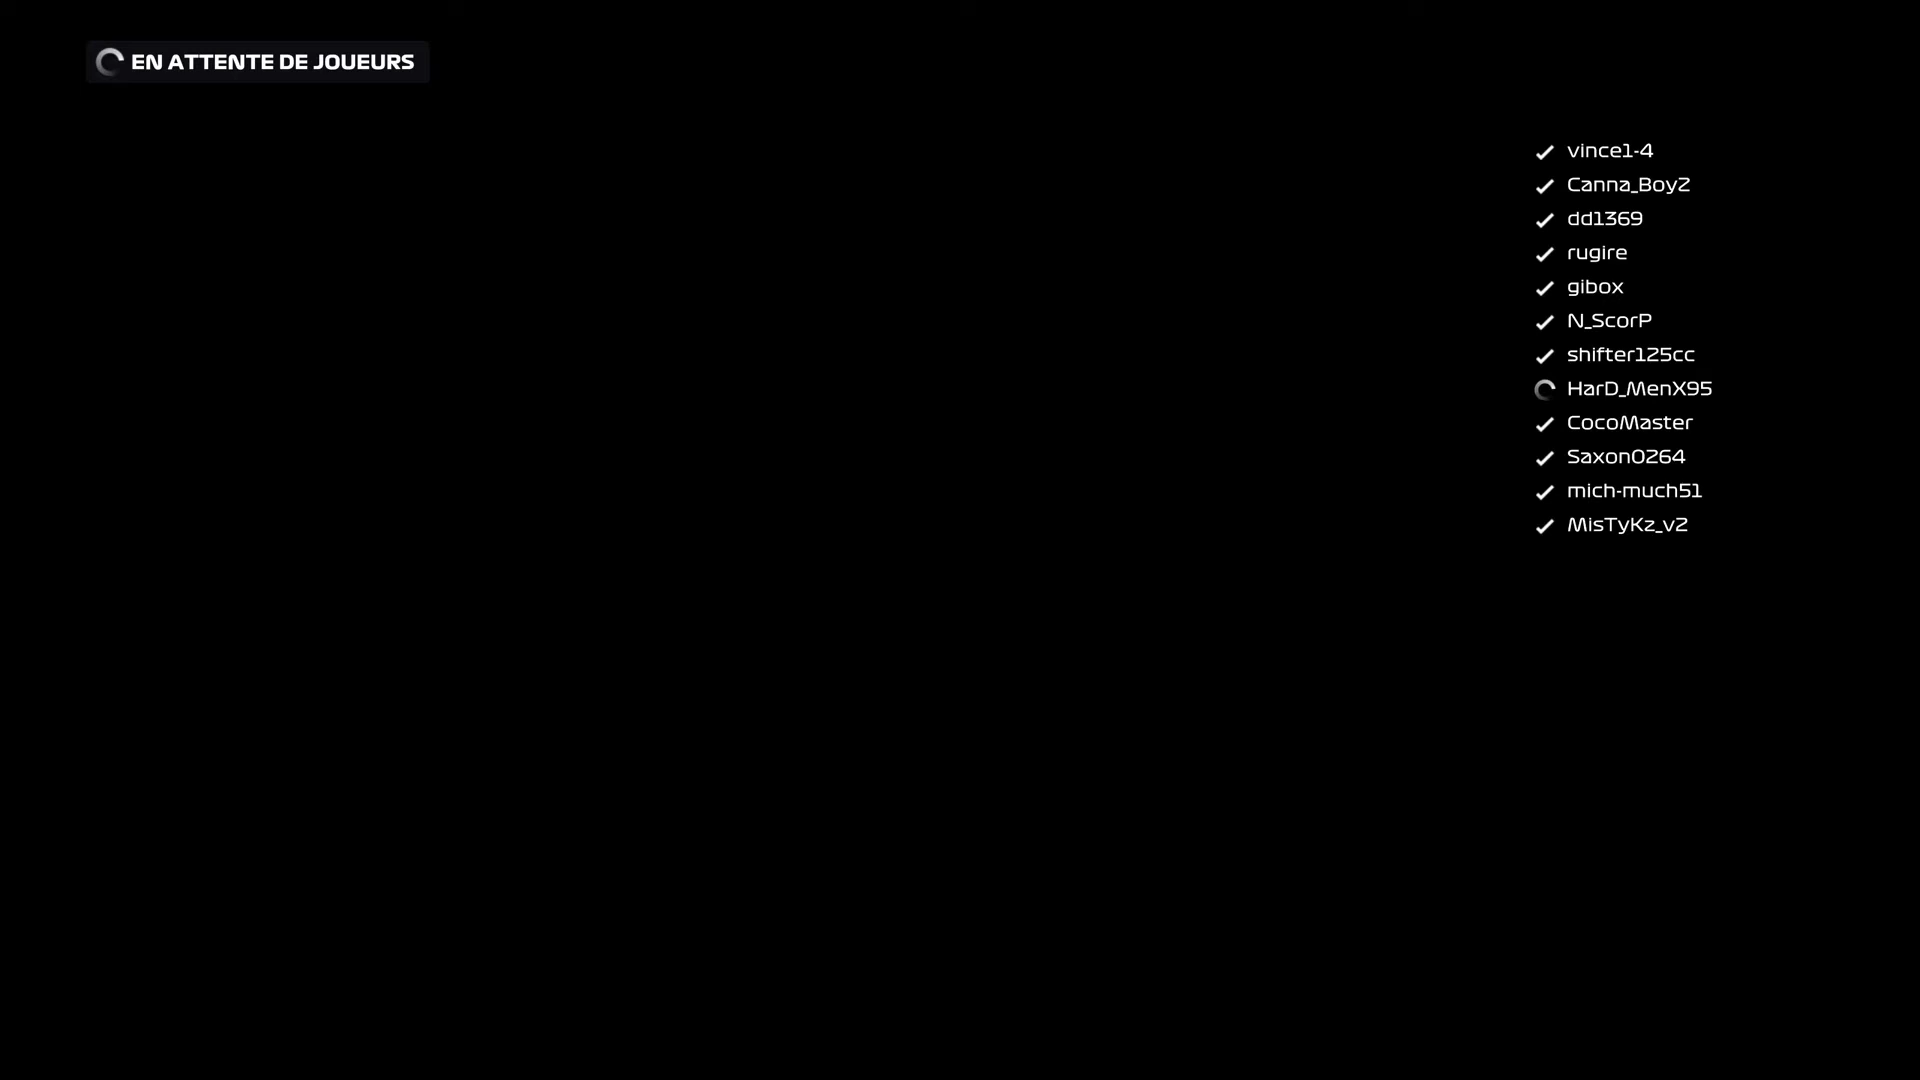 EN ATTENTE DE JOUEURS
vince1-4
Canna_Boy2
dd1369
rugire
gibox
N_ScorP
shifter125cc
HarD_MenX95
CocoMaster
Saxon0264
mich-much51
MisTyKz_v2